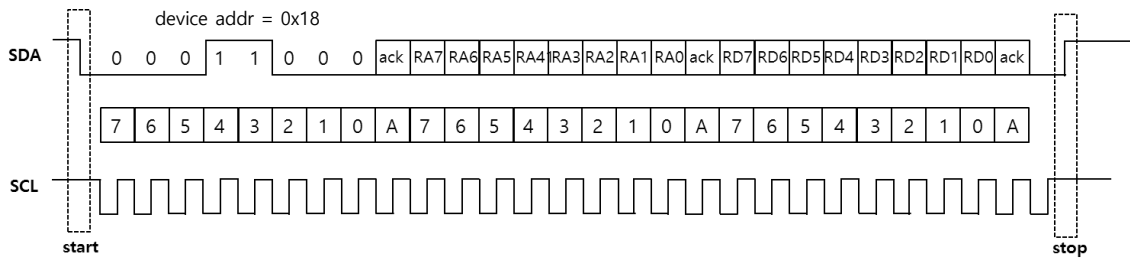 device addr = 0x18
SDA 0 0 0 1 1 0 0 0 ack RA7 RA6 RA5 RA41 RA3 RA2 RA1 RA0 ack RD7 RD6 RD5 RD4 RD3 RD2 RD1 RD0 ack
7 6 5 4 3 2 1 0 A 7 6 5 4 3 2 1 0 A 7 6 5 4 3 2 1 0 A
SCL
start stop